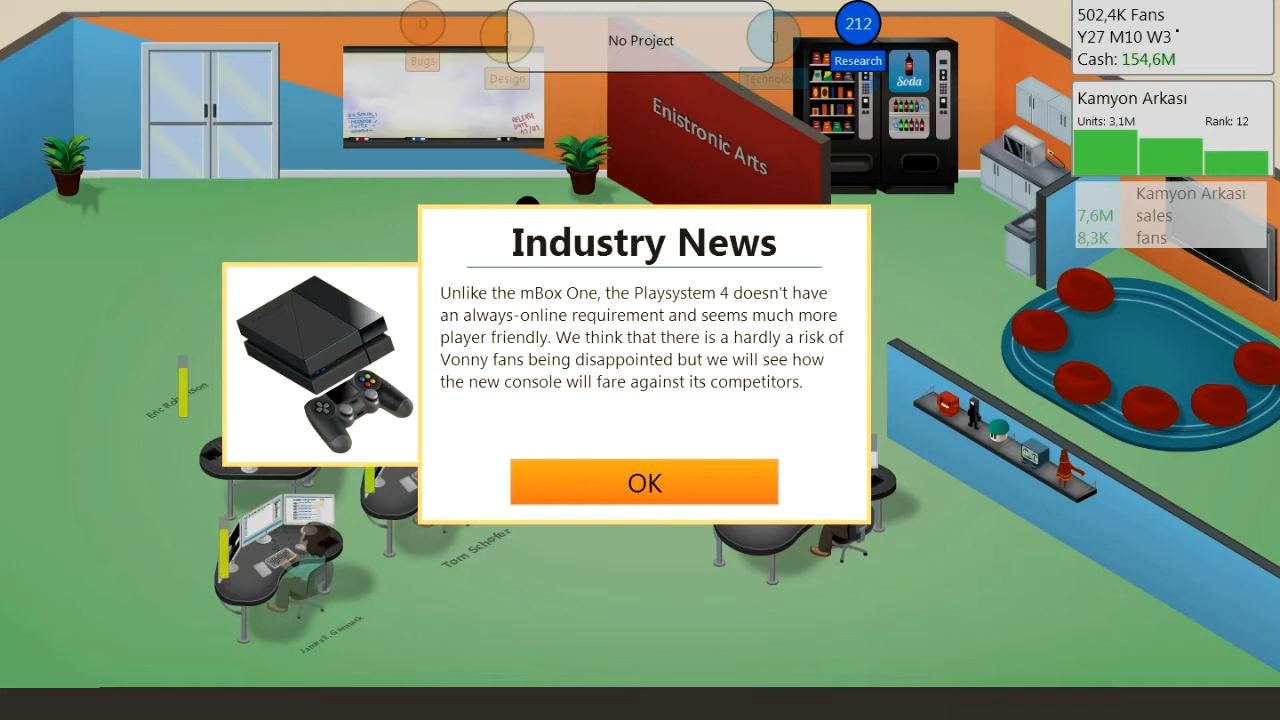 0
Bugs
0
Design
No Project
0
Technolo
212
Research
502,4K Fans
Y27 M10 W3
Cash: 154,6M
Kamyon Arkası
Units: 3,1M
Rank: 12
Kamyon Arkası
7,6M sales
8,3K fans
Enistronic Arts
Soda
RELEASE
DATE
Industry News
Unlike the mBox One, the Playsystem 4 doesn't have
an always-online requirement and seems much more
player friendly. We think that there is a hardly a risk of
Vonny fans being disappointed but we will see how
the new console will fare against its competitors.
OK
Tom Schofer